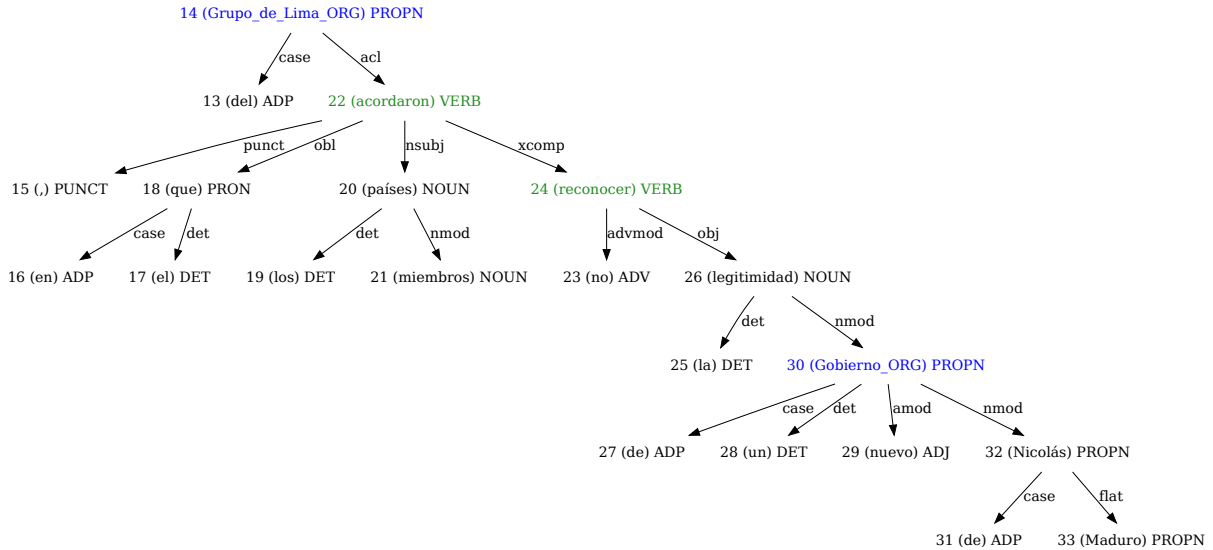 14 (Grupo_de_Lima_ORG) PROPN
case acl
13 (del) ADP 22 (acordaron) VERB
punct obl nsubj xcomp
15 (,) PUNCT 18 (que) PRON 20 (países) NOUN 24 (reconocer) VERB
case det det nmod advmod obj
16 (en) ADP 17 (el) DET 19 (los) DET 21 (miembros) NOUN 23 (no) ADV 26 (legitimidad) NOUN
det nmod
25 (la) DET 30 (Gobierno_ORG) PROPN
case det amod nmod
27 (de) ADP 28 (un) DET 29 (nuevo) ADJ 32 (Nicolás) PROPN
case flat
31 (de) ADP 33 (Maduro) PROPN